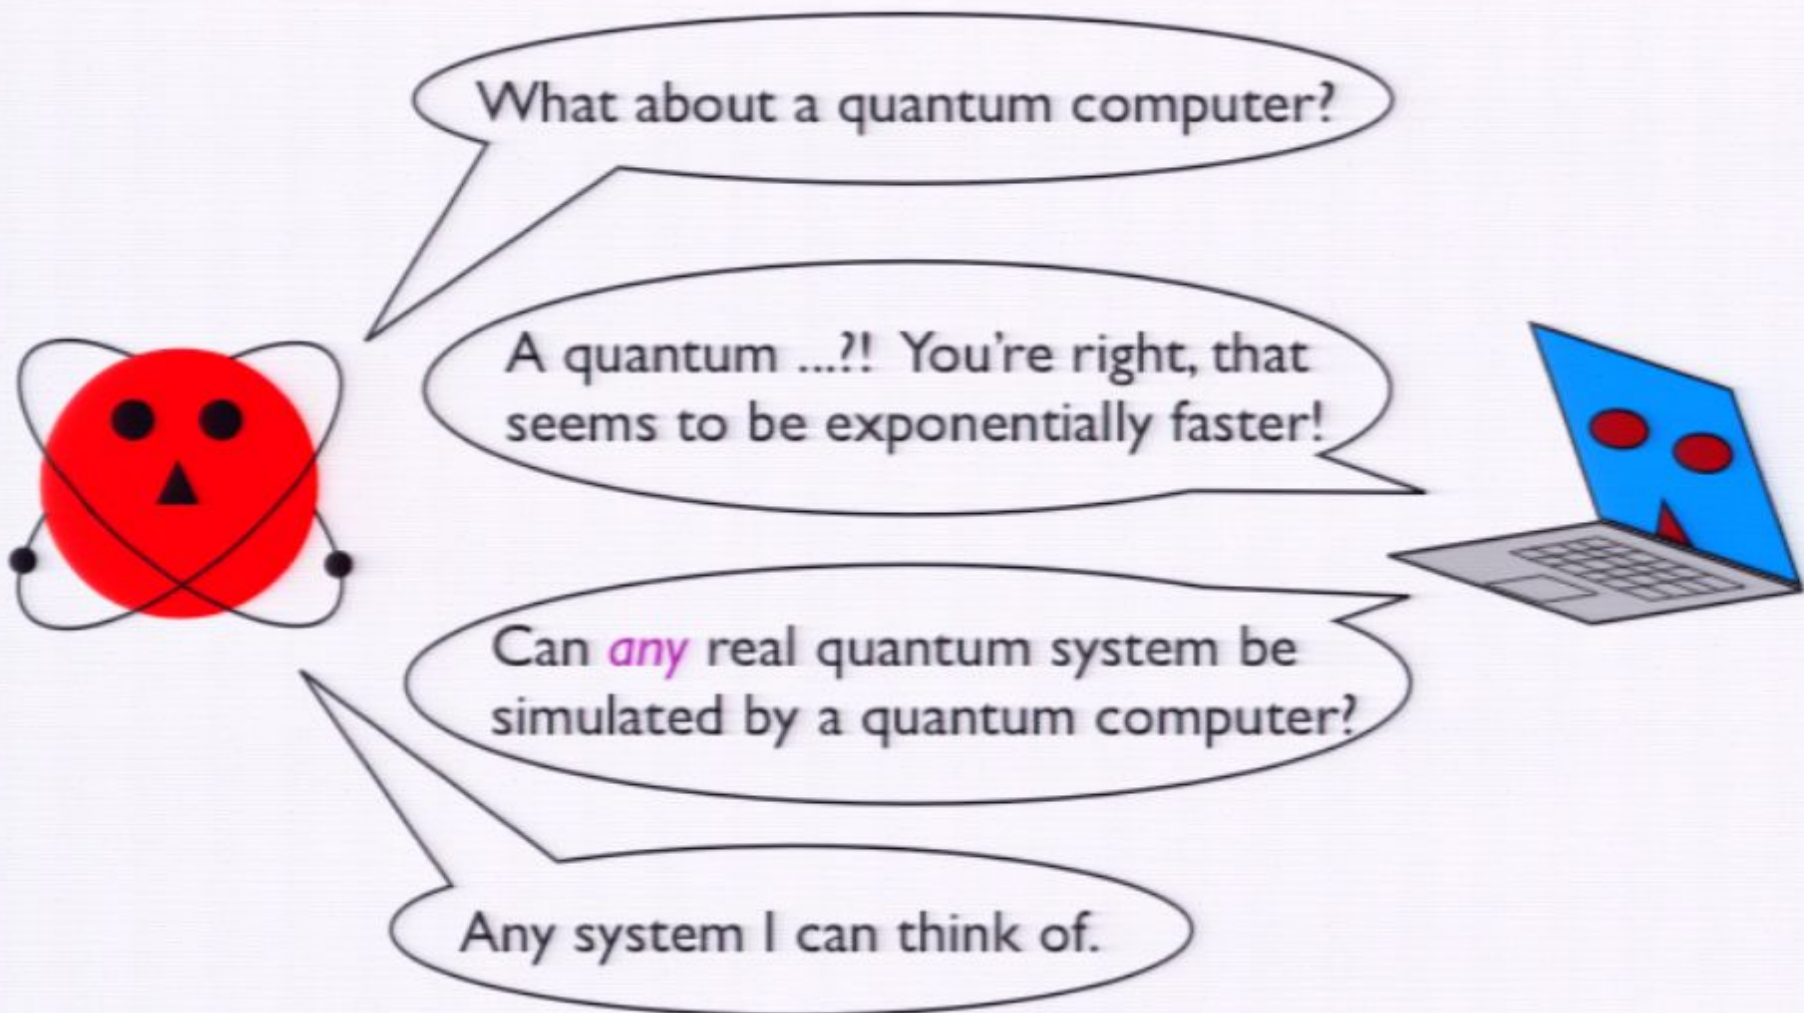 What about a quantum computer?
A quantum ...?! You're right, that
seems to be exponentially faster!
Can any real quantum system be
simulated by a quantum computer?
Any system I can think of.